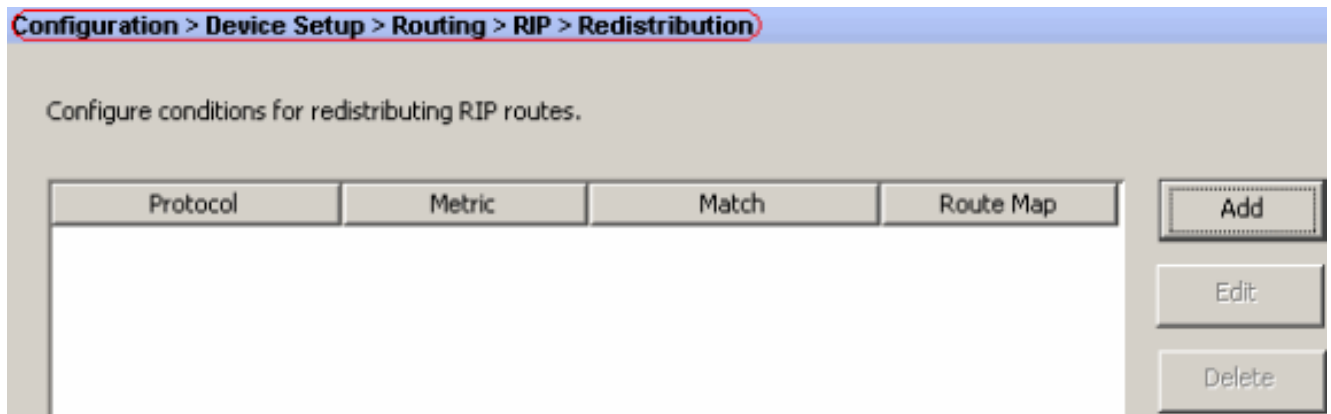 Configuration > Device Setup > Routing > RIP > Redistribution
Configure conditions for redistributing RIP routes.
Protocol Metric Match Route Map Add
Edit
Delete